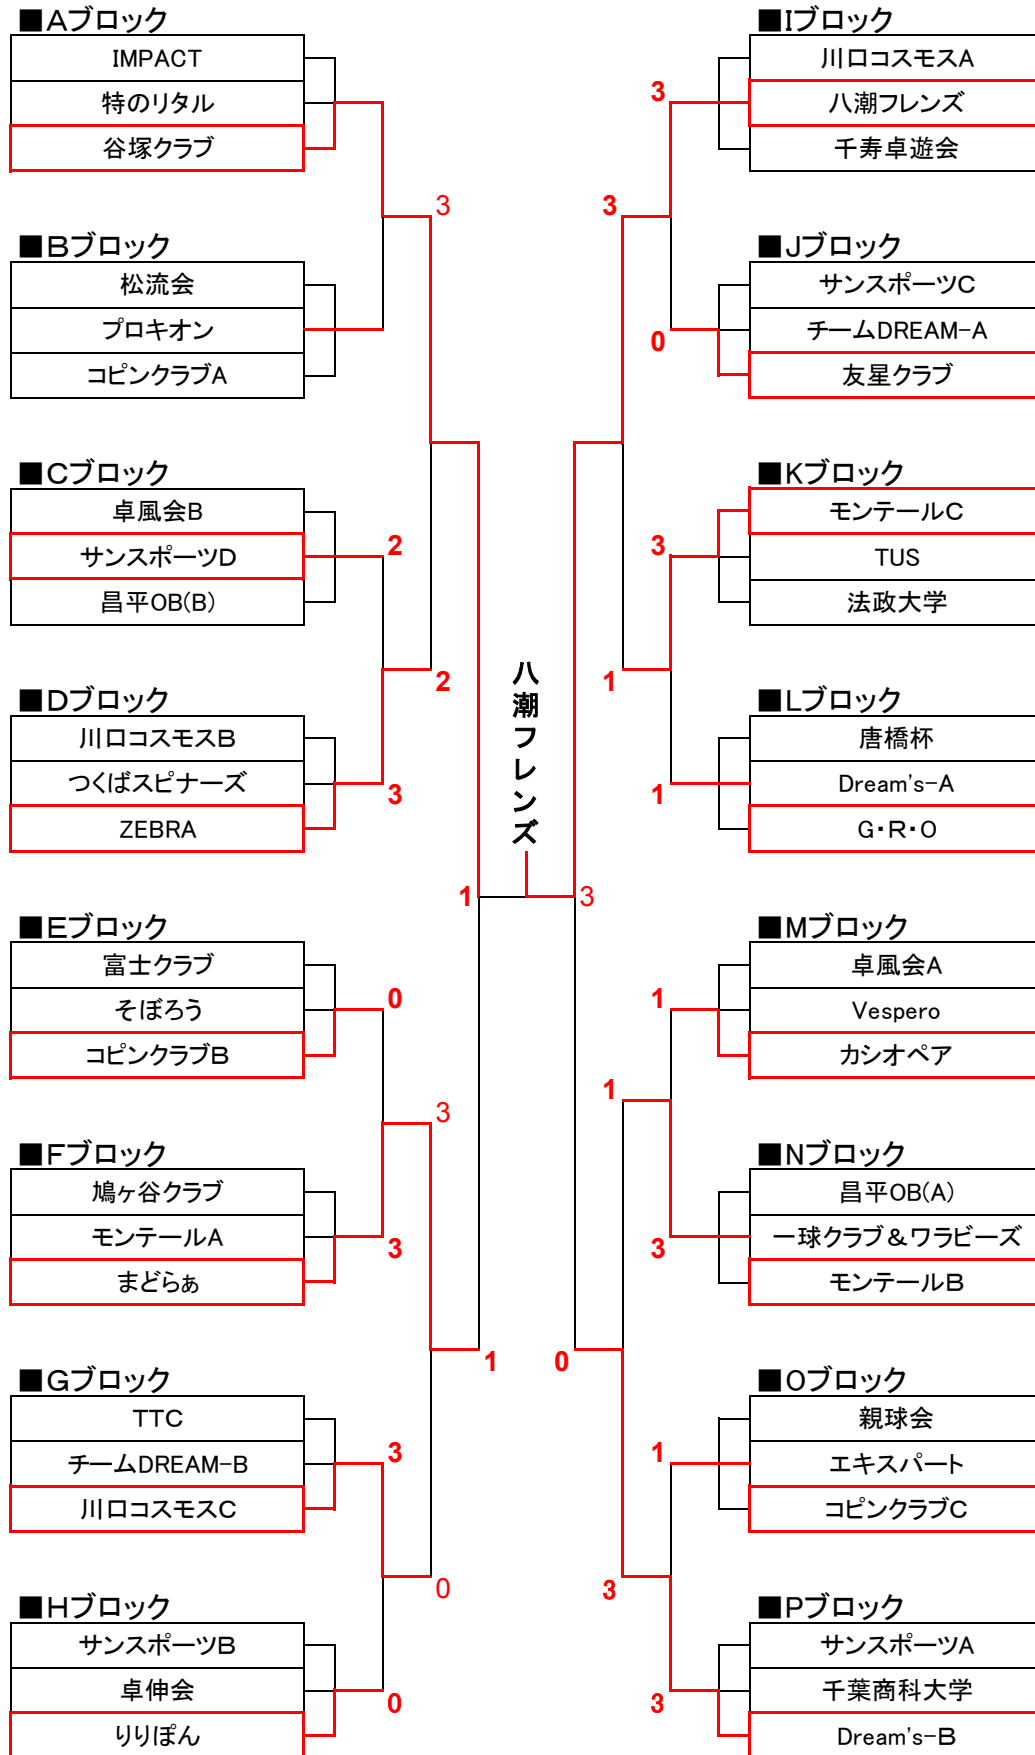 ■Aブロック
IMPACT
特のリタル
谷塚クラブ
3
■Bブロック
松流会
プロキオン
コピンクラブA
■Cブロック
卓風会B
サンスポーツD
昌平OB(B)
2
2
■Dブロック
川口コスモスB
つくばスピナーズ
ZEBRA
3
1
■Eブロック
富士クラブ
そぼろう
コピンクラブB
0
3
■Fブロック
鳩ヶ谷クラブ
モンテールA
まどらぁ
3
1
■Gブロック
TTC
チームDREAM-B
川口コスモスC
3
0
■Hブロック
サンスポーツB
卓伸会
りりぽん
0
八潮フレンズ
■Iブロック
川口コスモスA
八潮フレンズ
千寿卓遊会
3
3
■Jブロック
サンスポーツC
チームDREAM-A
友星クラブ
0
■Kブロック
モンテールC
TUS
法政大学
3
1
■Lブロック
唐橋杯
Dream's-A
G・R・O
1
3
■Mブロック
卓風会A
Vespero
カシオペア
1
1
■Nブロック
昌平OB(A)
一球クラブ&ワラビーズ
モンテールB
3
0
■Oブロック
親球会
エキスパート
コピンクラブC
1
3
■Pブロック
サンスポーツA
千葉商科大学
Dream's-B
3